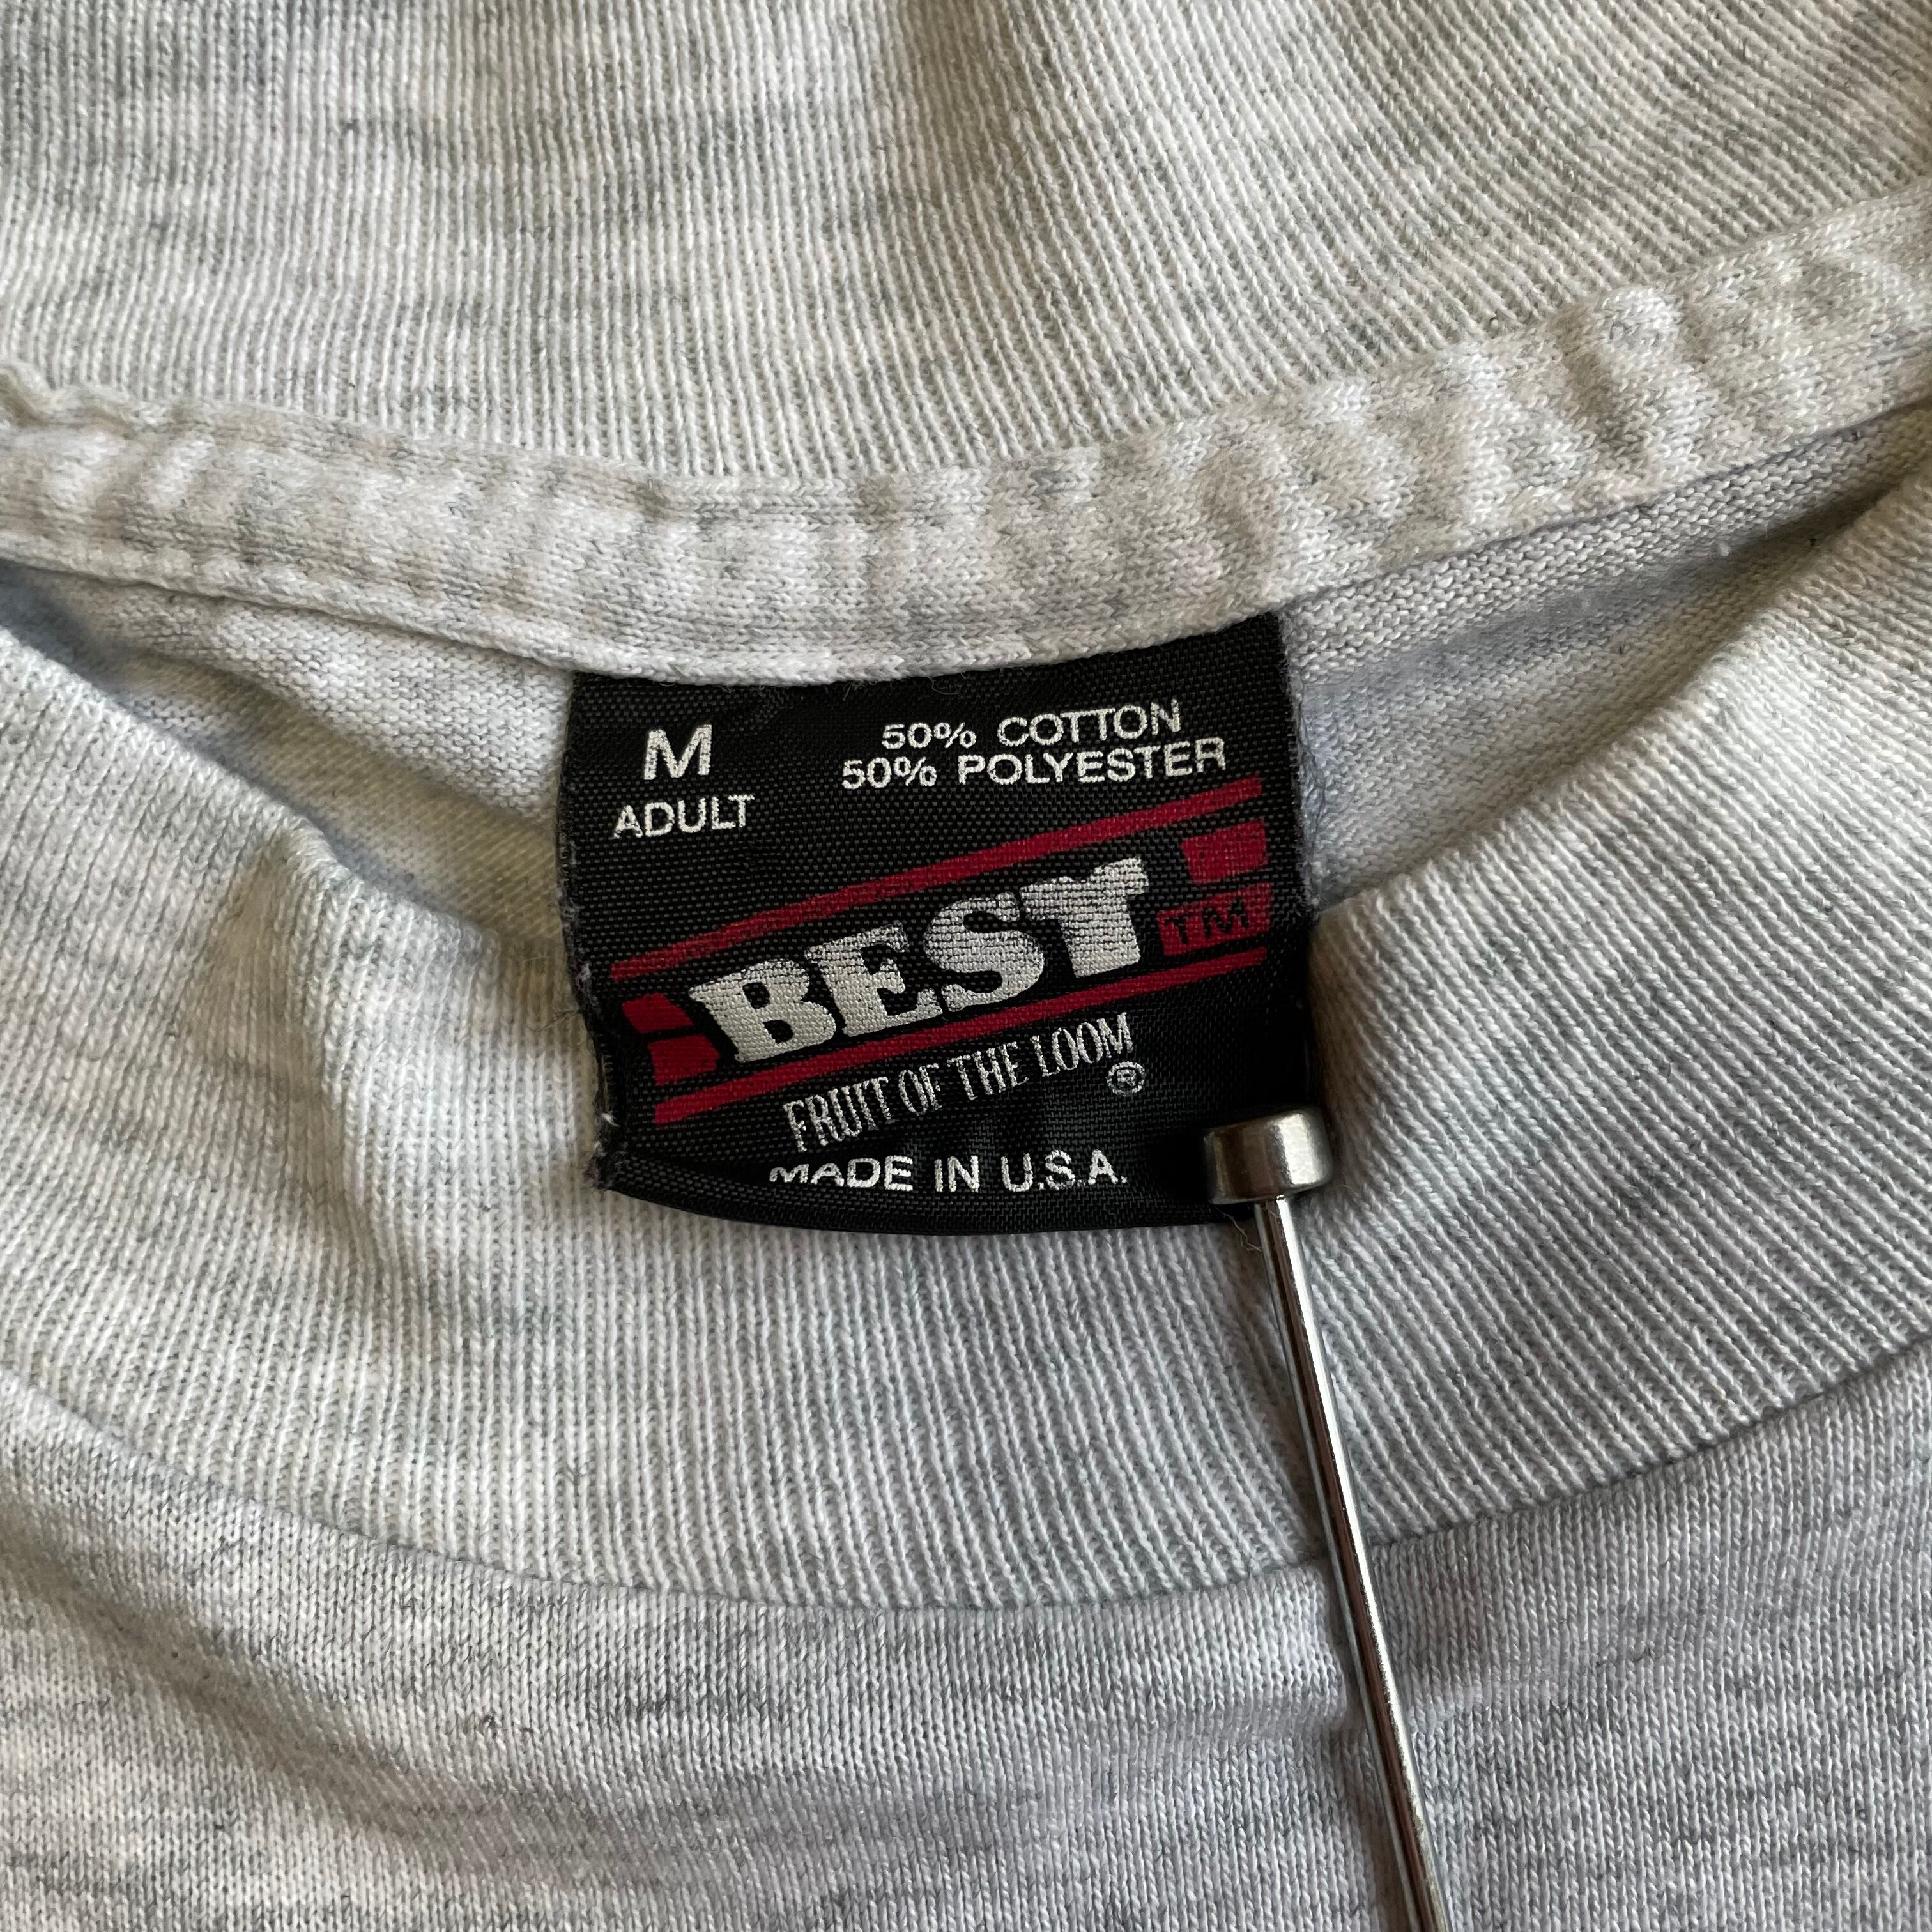 M
ADULT
50% COTTON
50% POLYESTER
BEST
TM
FRUIT OF THE LOOM
®
MADE IN U.S.A.